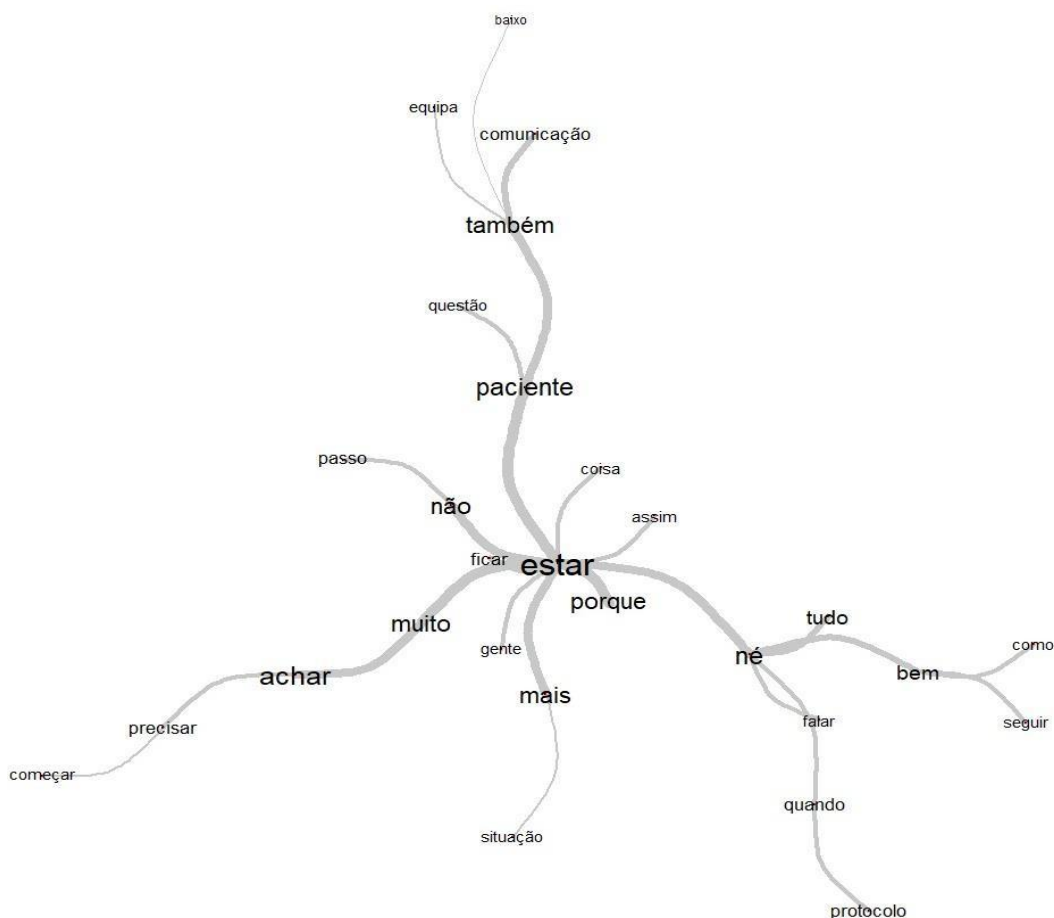 baixo
equipa
comunicação
também
questão
paciente
passo
coisa
não
assim
ficar
estar
porque
tudo
muito
gente
como
né
achar
bem
mais
precisar
falar
seguir
começar
quando
situação
protocolo